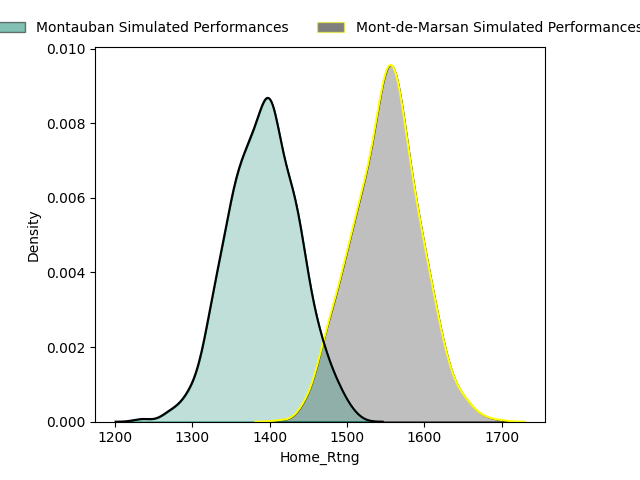 Montauban Simulated Performances Mont-de-Marsan Simulated Performances
0.010
0.008
0.006
0.004
0.002
0.000
Density
1200 1300 1400 1500 1600 1700
Home_Rtng